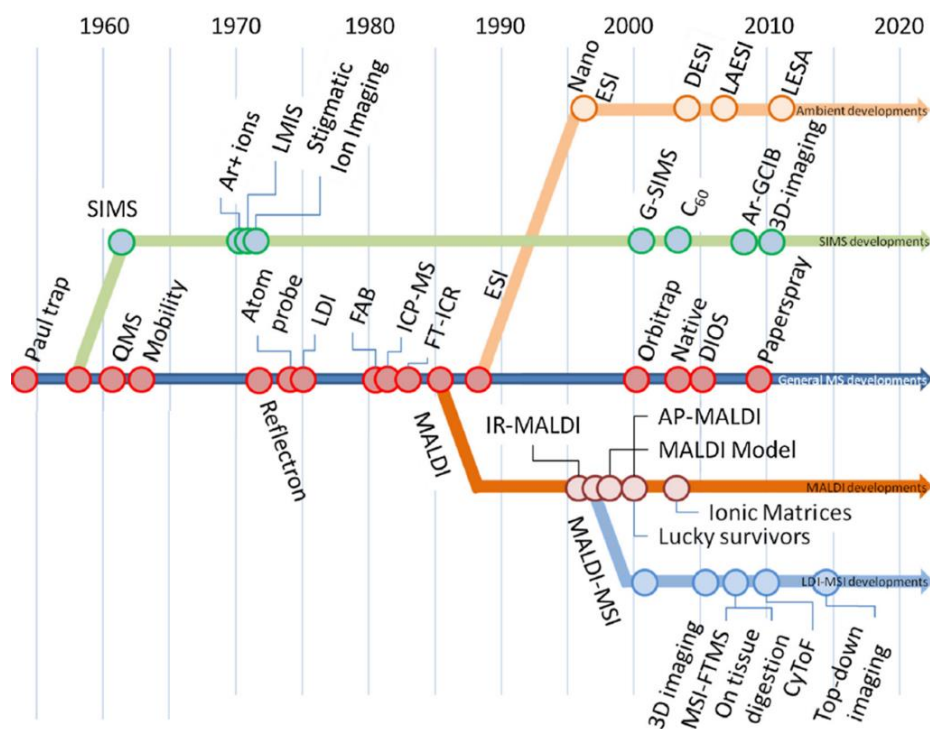 1960 1970 1980 1990 2000 2010 2020
Nano
ESI
DESI
LAESI
LESA
Ambient developments
Ar+ ions
LMIS
Stigmatic
Ion Imaging
SIMS
G-SIMS
C60
Ar-GCIB
3D-imaging
SIMS developments
Paul trap
QMS
Mobility
Atom
probe
LDI
FAB
ICP-MS
FT-ICR
ESI
Orbitrap
Native
DIOS
Paperspray
General MS developments
Reflectron
MALDI
IR-MALDI
AP-MALDI
MALDI Model
MALDI developments
Ionic Matrices
Lucky survivors
MALDI-MSI
LDI-MSI developments
3D imaging
MSI-FTMS
On tissue
digestion
CyToF
Top-down
imaging